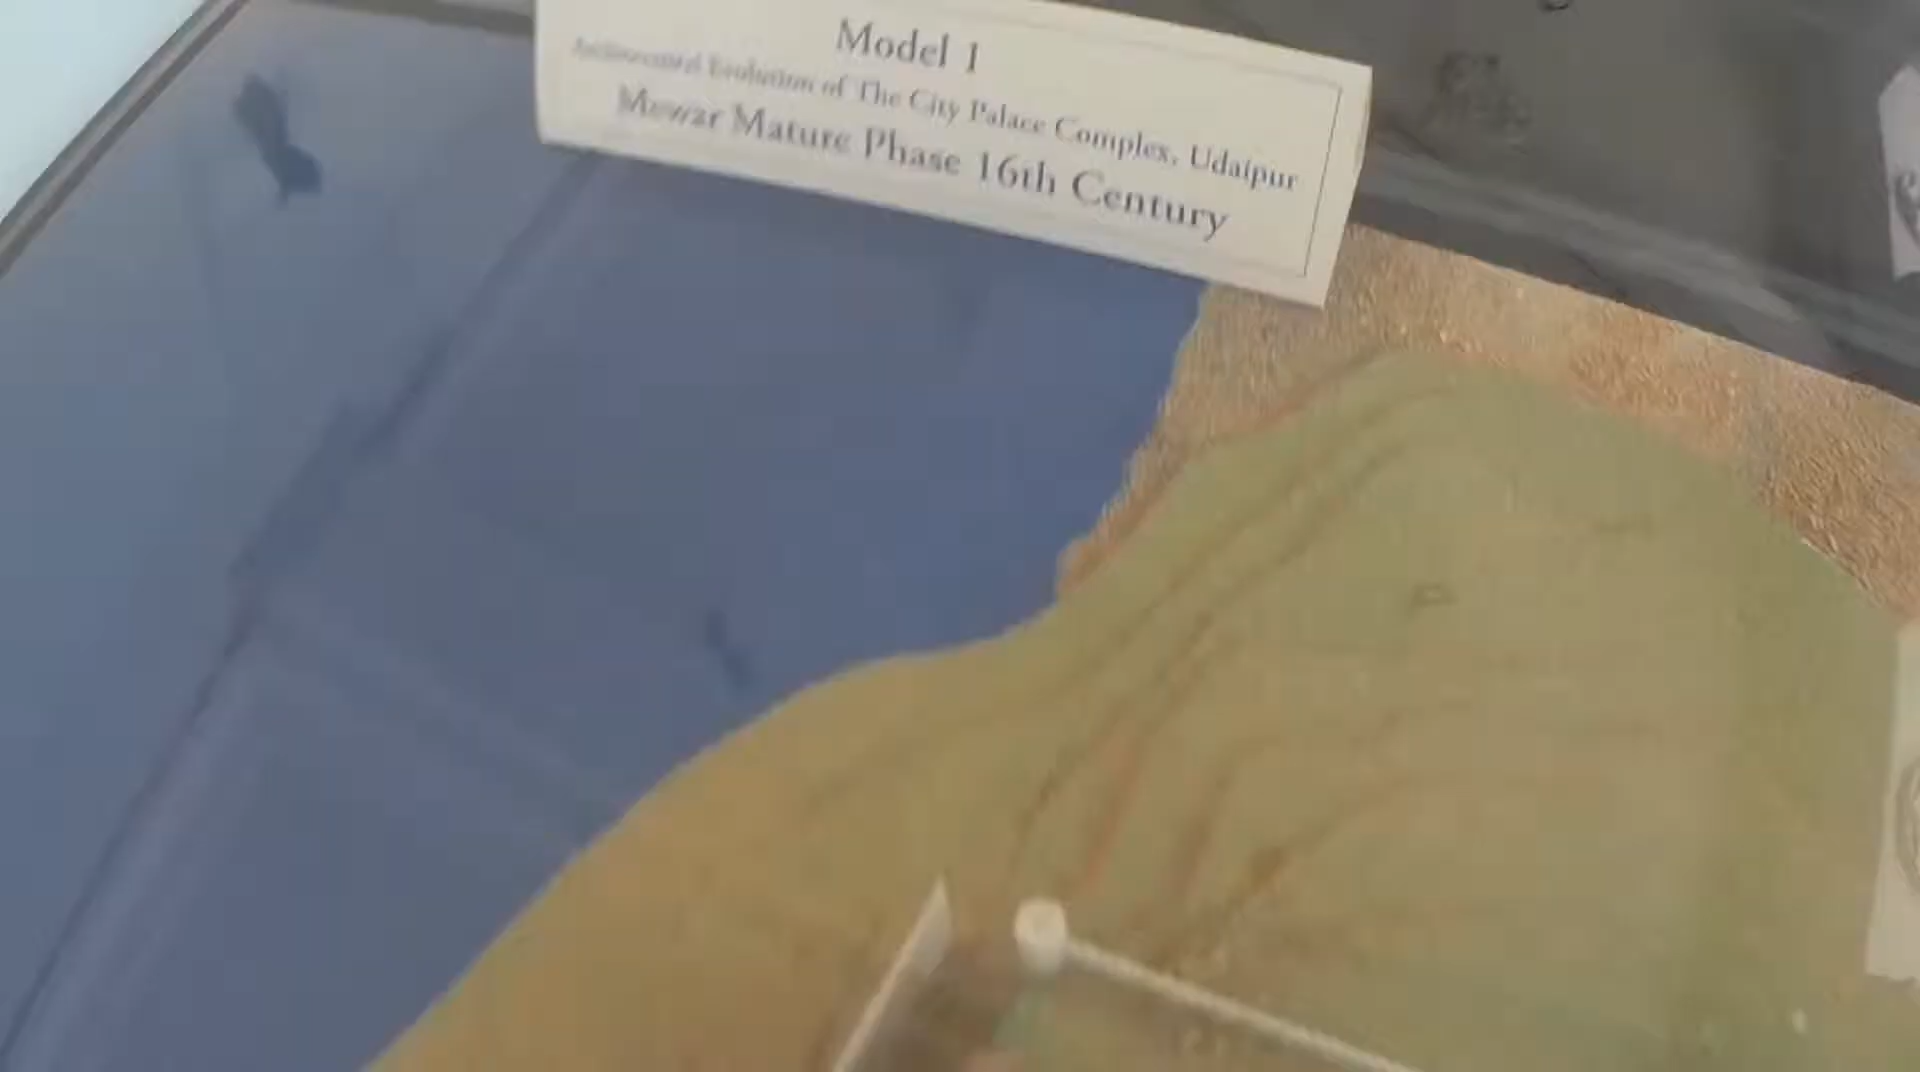 Model 1
Architectural Evolution of The City Palace Complex, Udaipur
Mewar Mature Phase 16th Century